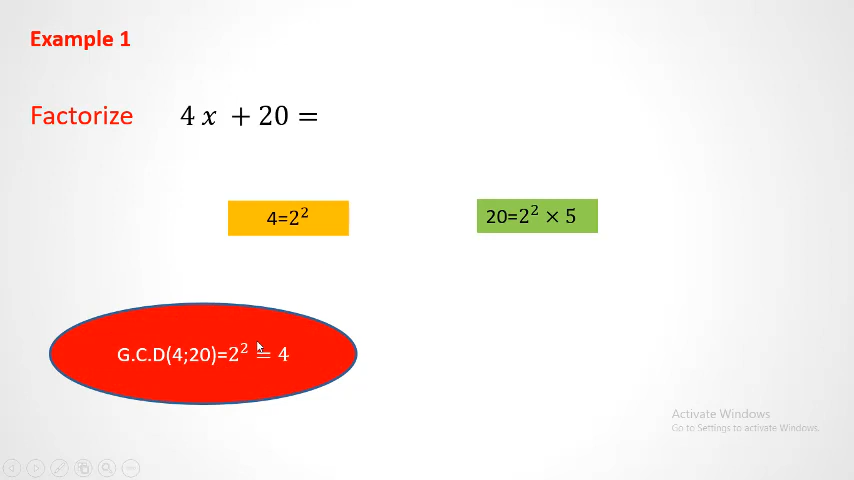 Example 1
Factorize 4 x + 20 =
4=2²
20=2² × 5
G.C.D(4;20)=2² = 4
Activate Windows
Go to Settings to activate Windows.